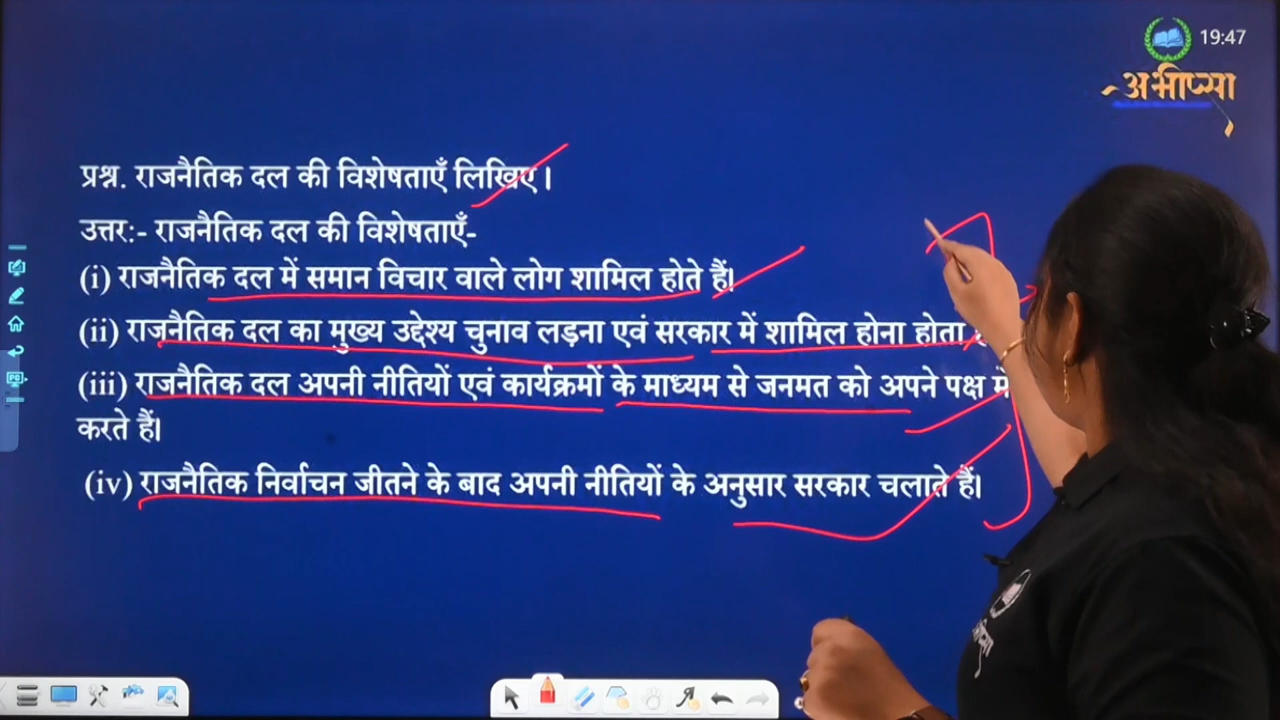 19:47
अभीप्सा
प्रश्न. राजनैतिक दल की विशेषताएँ लिखिए।
उत्तर:- राजनैतिक दल की विशेषताएँ-
(i) राजनैतिक दल में समान विचार वाले लोग शामिल होते हैं।
(ii) राजनैतिक दल का मुख्य उद्देश्य चुनाव लड़ना एवं सरकार में शामिल होना होता
(iii) राजनैतिक दल अपनी नीतियों एवं कार्यक्रमों के माध्यम से जनमत को अपने पक्ष में
करते हैं।
(iv) राजनैतिक निर्वाचन जीतने के बाद अपनी नीतियों के अनुसार सरकार चलाते हैं।